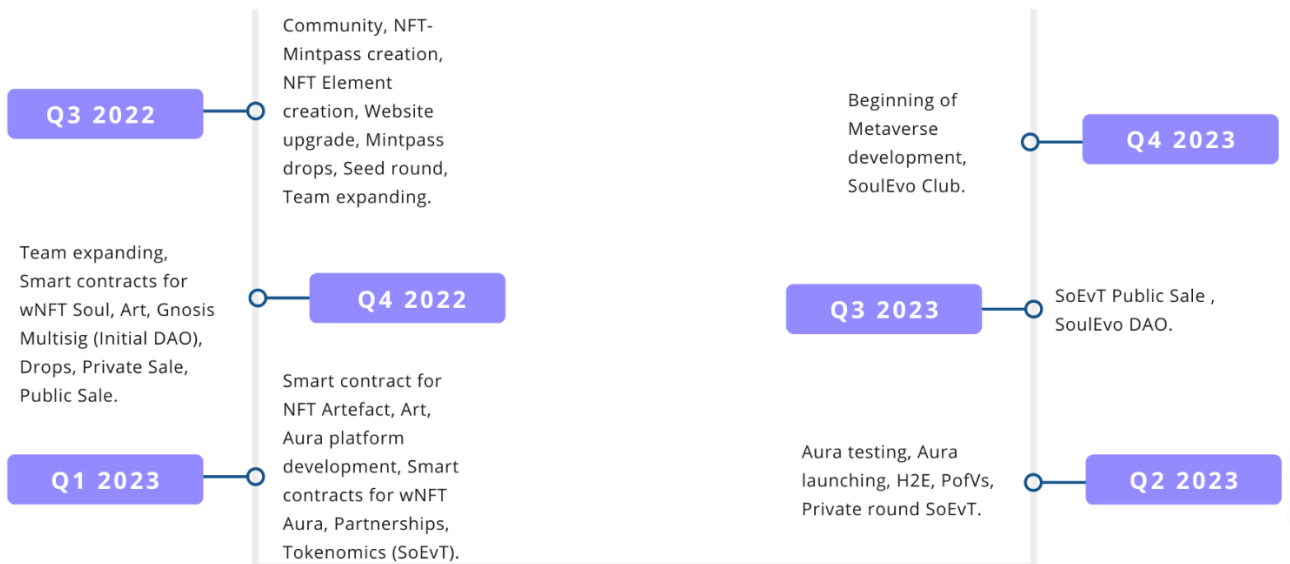 Q3 2022
Community, NFT-
Mintpass creation,
NFT Element
creation, Website
upgrade, Mintpass
drops, Seed round,
Team expanding.
Q4 2022
Team expanding,
Smart contracts for
wNFT Soul, Art, Gnosis
Multisig (Initial DAO),
Drops, Private Sale,
Public Sale.
Q1 2023
Smart contract for
NFT Artefact, Art,
Aura platform
development, Smart
contracts for wNFT
Aura, Partnerships,
Tokenomics (SoEvT).
Q2 2023
Aura testing, Aura
launching, H2E, PofVs,
Private round SoEvT.
Q3 2023
SoEvT Public Sale ,
SoulEvo DAO.
Q4 2023
Beginning of
Metaverse
development,
SoulEvo Club.